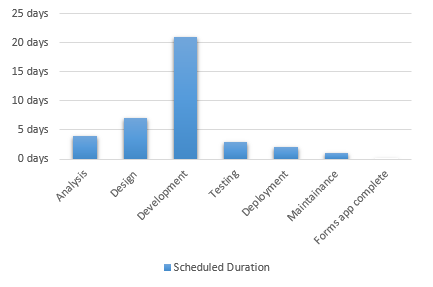 25 days
20 days
15 days
10 days
5 days
0 days
Analysis
Design
Development
Testing
Deployment
Maintainance
Forms app complete
Scheduled Duration